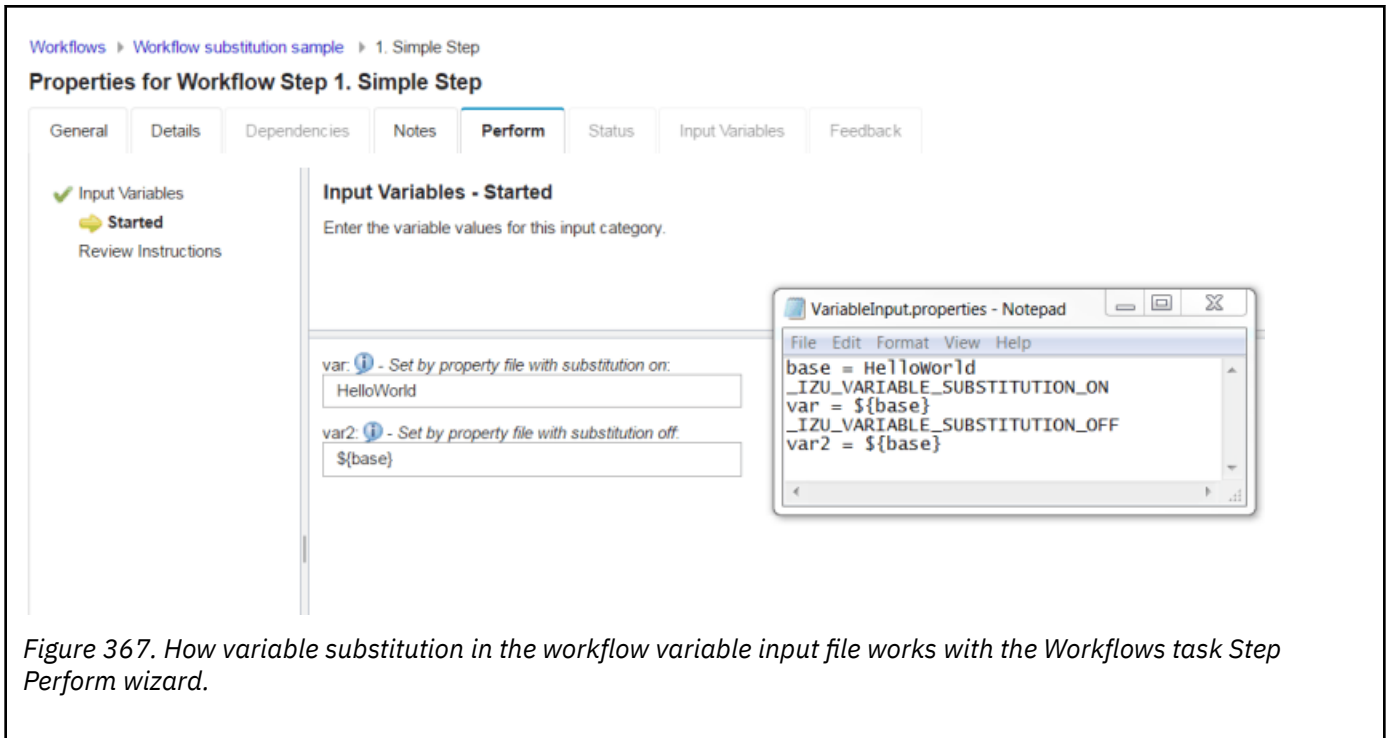 Workflows Workflow substitution sample 1. Simple Step
Properties for Workflow Step 1. Simple Step
General Details Dependencies Notes Perform Status Input Variables Feedback
Input Variables
Started
Review Instructions
Input Variables - Started
Enter the variable values for this input category.
var: - Set by property file with substitution on:
HelloWorld
var2: - Set by property file with substitution off:
${base}
VariableInput.properties - Notepad
File Edit Format View Help
base = HelloWorld
_IZU_VARIABLE_SUBSTITUTION_ON
var = ${base}
_IZU_VARIABLE_SUBSTITUTION_OFF
var2 = ${base}
Figure 367. How variable substitution in the workflow variable input file works with the Workflows task Step
Perform wizard.